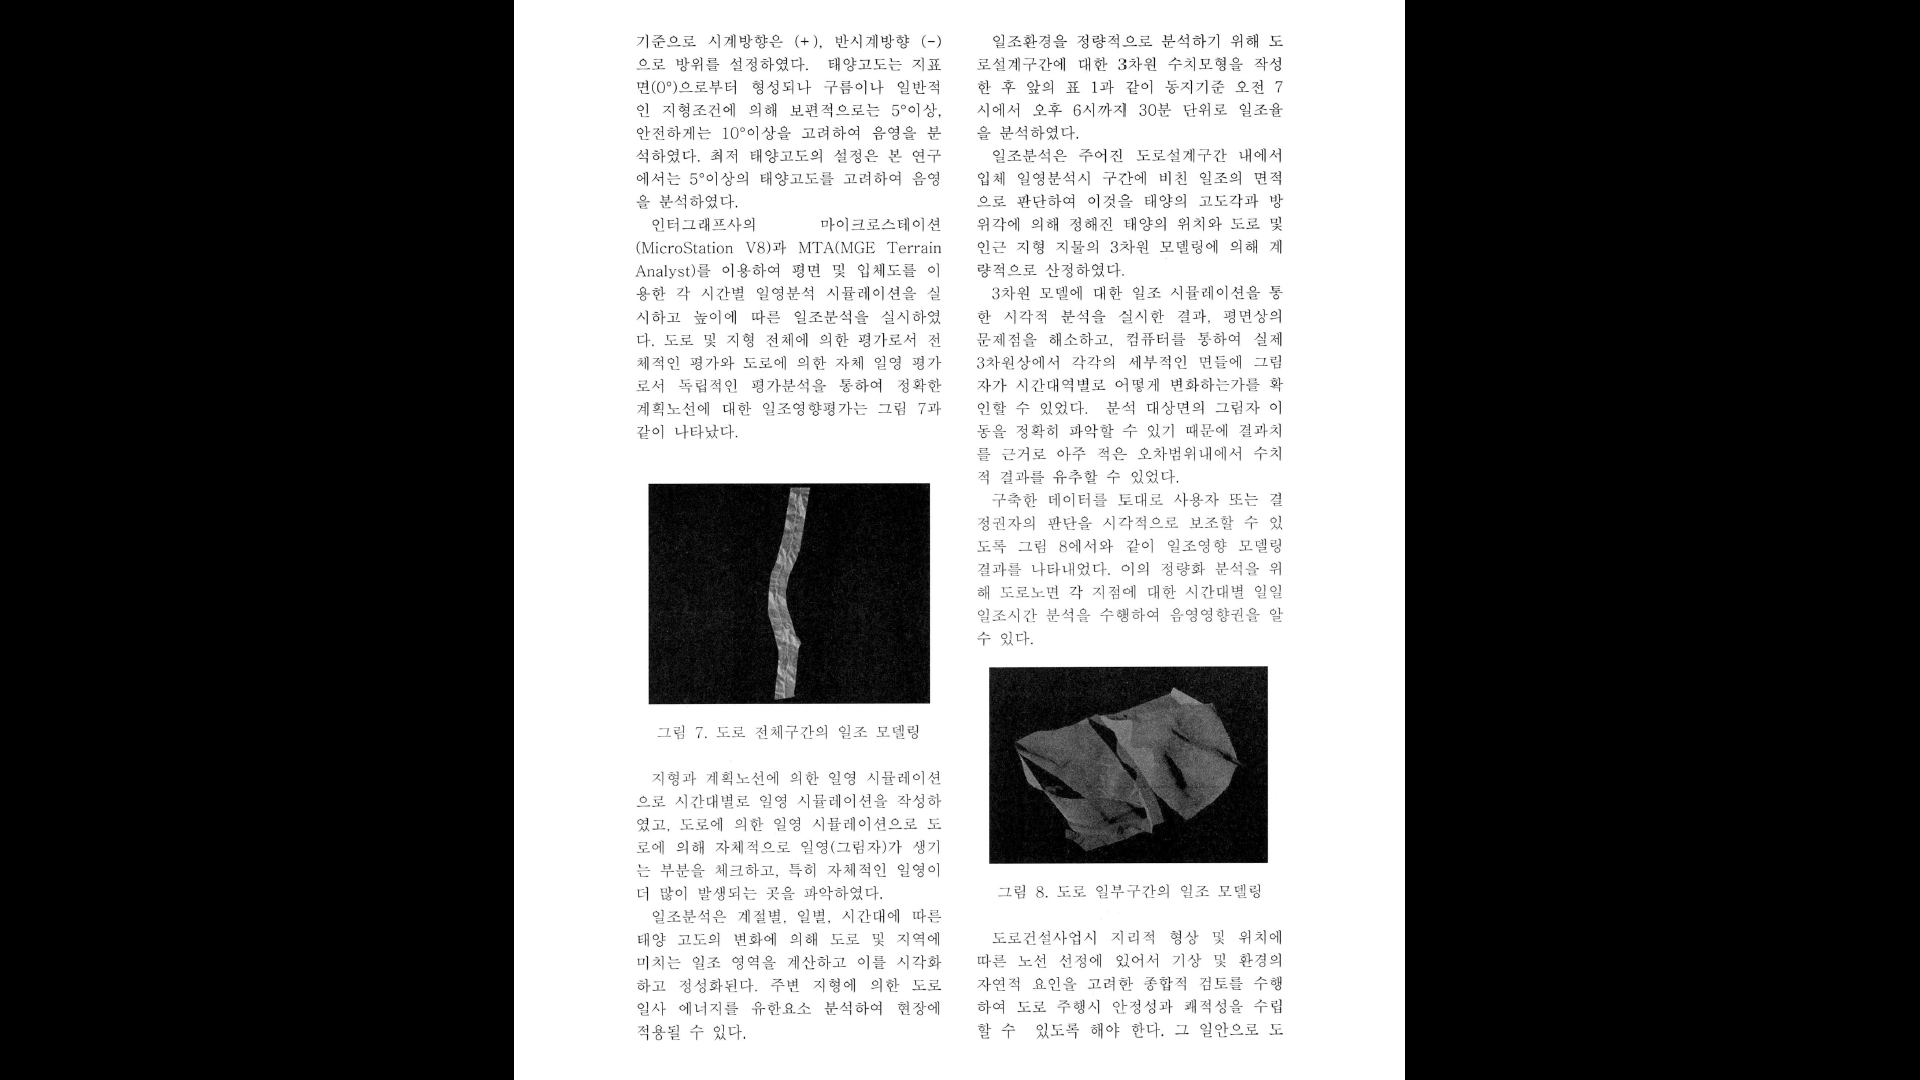 기준으로 시계방향은 (+), 반시계방향 (-)
으로 방위를 설정하였다. 태양고도는 지표
면(0°)으로부터 형성되나 구름이나 일반적
인 지형조건에 의해 보편적으로는 5°이상,
안전하게는 10°이상을 고려하여 음영을 분
석하였다. 최저 태양고도의 설정은 본 연구
에서는 5°이상의 태양고도를 고려하여 음영
을 분석하였다.
인터그래프사의 마이크로스테이션
(MicroStation V8)과 MTA(MGE Terrain
Analyst)를 이용하여 평면 및 입체도를 이
용한 각 시간별 일영분석 시뮬레이션을 실
시하고 높이에 따른 일조분석을 실시하였
다. 도로 및 지형 전체에 의한 평가로서 전
체적인 평가와 도로에 의한 자체 일영 평가
로서 독립적인 평가분석을 통하여 정확한
계획노선에 대한 일조영향평가는 그림 7과
같이 나타났다.
그림 7. 도로 전체구간의 일조 모델링
지형과 계획노선에 의한 일영 시뮬레이션
으로 시간대별로 일영 시뮬레이션을 작성하
였고, 도로에 의한 일영 시뮬레이션으로 도
로에 의해 자체적으로 일영(그림자)가 생기
는 부분을 체크하고, 특히 자체적인 일영이
더 많이 발생되는 곳을 파악하였다.
일조분석은 계절별, 일별, 시간대에 따른
태양 고도의 변화에 의해 도로 및 지역에
미치는 일조 영역을 계산하고 이를 시각화
하고 정성화된다. 주변 지형에 의한 도로
일사 에너지를 유한요소 분석하여 현장에
적용될 수 있다.
일조환경을 정량적으로 분석하기 위해 도
로설계구간에 대한 3차원 수치모형을 작성
한 후 앞의 표 1과 같이 동지기준 오전 7
시에서 오후 6시까지 30분 단위로 일조율
을 분석하였다.
일조분석은 주어진 도로설계구간 내에서
입체 일영분석시 구간에 비친 일조의 면적
으로 판단하여 이것을 태양의 고도각과 방
위각에 의해 정해진 태양의 위치와 도로 및
인근 지형 지물의 3차원 모델링에 의해 계
량적으로 산정하였다.
3차원 모델에 대한 일조 시뮬레이션을 통
한 시각적 분석을 실시한 결과, 평면상의
문제점을 해소하고, 컴퓨터를 통하여 실제
3차원상에서 각각의 세부적인 면들에 그림
자가 시간대역별로 어떻게 변화하는가를 확
인할 수 있었다. 분석 대상면의 그림자 이
동을 정확히 파악할 수 있기 때문에 결과치
를 근거로 아주 적은 오차범위내에서 수치
적 결과를 유추할 수 있었다.
구축한 데이터를 토대로 사용자 또는 결
정권자의 판단을 시각적으로 보조할 수 있
도록 그림 8에서와 같이 일조영향 모델링
결과를 나타내었다. 이의 정량화 분석을 위
해 도로노면 각 지점에 대한 시간대별 일일
일조시간 분석을 수행하여 음영영향권을 알
수 있다.
그림 8. 도로 일부구간의 일조 모델링
도로건설사업시 지리적 형상 및 위치에
따른 노선 선정에 있어서 기상 및 환경의
자연적 요인을 고려한 종합적 검토를 수행
하여 도로 주행시 안정성과 쾌적성을 수립
할 수 있도록 해야 한다. 그 일안으로 도